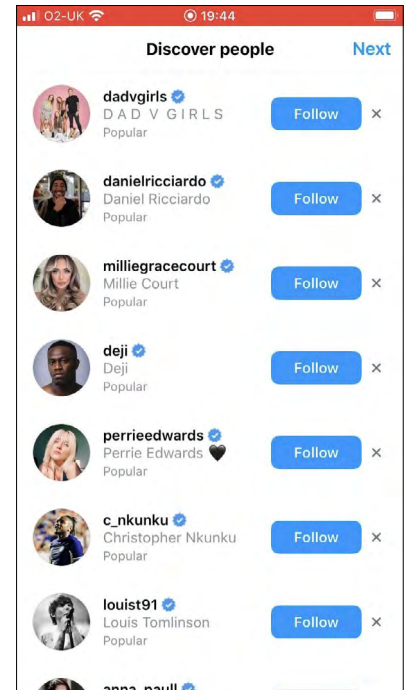 O2-UK 19:44
Discover people Next
dadvgirls
D A D V G I R L S
Popular
Follow
danielricciardo
Daniel Ricciardo
Popular
Follow
milliegracecourt
Millie Court
Popular
Follow
deji
Deji
Popular
Follow
perrieedwards
Perrie Edwards 🖤
Popular
Follow
c_nkunku
Christopher Nkunku
Popular
Follow
louist91
Louis Tomlinson
Popular
Follow
anna_paull